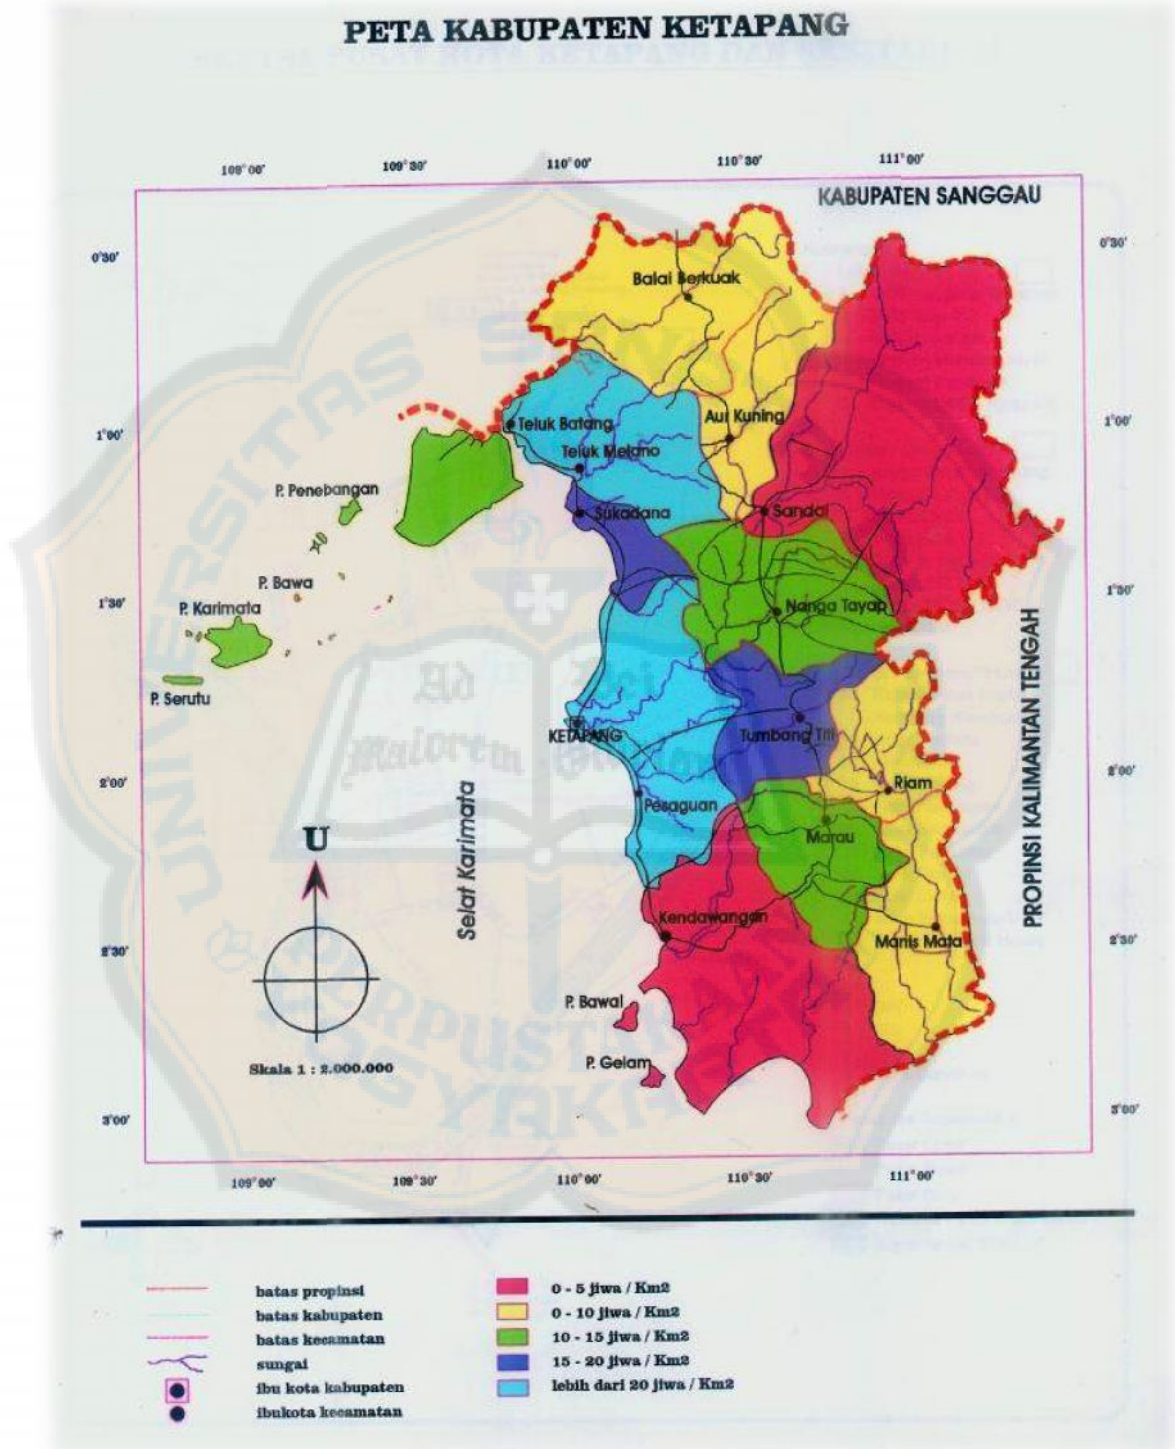 PETA KABUPATEN KETAPANG
109°00'
109°30'
110°00'
110°30'
111°00'
KABUPATEN SANGGAU
0°30'
0°30'
Balai Berkuak
Aur Kuning
1°00'
1°00'
Teluk Batang
Teluk Melano
P. Penebangan
Sukadana
Sandai
P. Bawa
1°30'
1°30'
P. Karimata
Nanga Tayap
P. Serutu
PROPINSI KALIMANTAN TENGAH
Ad
Dei
Maiorem
Gloriam
KETAPANG
Tumbang Titi
2°00'
2°00'
Riam
Pesaguan
Marau
Selat Karimata
U
Kendawangan
Manis Mata
2°30'
2°30'
P. Bawal
P. Gelam
Skala 1 : 2.000.000
3°00'
3°00'
109°00'
109°30'
110°00'
110°30'
111°00'
batas propinsi
batas kabupaten
batas kecamatan
sungai
ibu kota kabupaten
ibukota kecamatan
0 - 5 jiwa / Km2
0 - 10 jiwa / Km2
10 - 15 jiwa / Km2
15 - 20 jiwa / Km2
lebih dari 20 jiwa / Km2